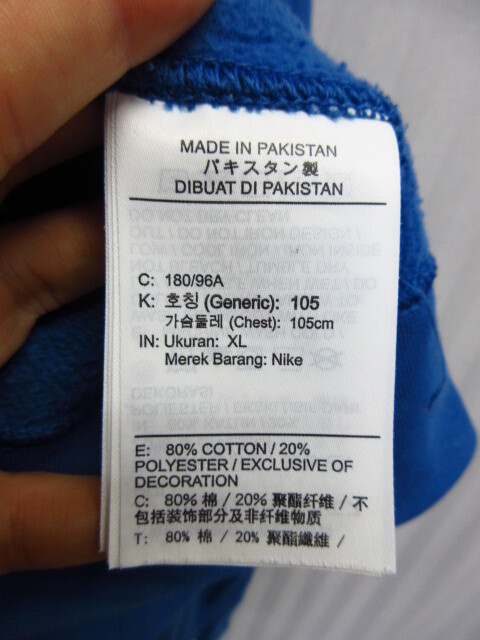 MADE IN PAKISTAN
パキスタン製
DIBUAT DI PAKISTAN
C: 180/96A
K: 호칭 (Generic): 105
가슴둘레 (Chest): 105cm
IN: Ukuran: XL
Merek Barang: Nike
E: 80% COTTON / 20%
POLYESTER / EXCLUSIVE OF
DECORATION
C: 80% 棉 / 20% 聚酯纤维 / 不
包括装饰部分及非纤维物质
T: 80% 棉 / 20% 聚酯纖維 /